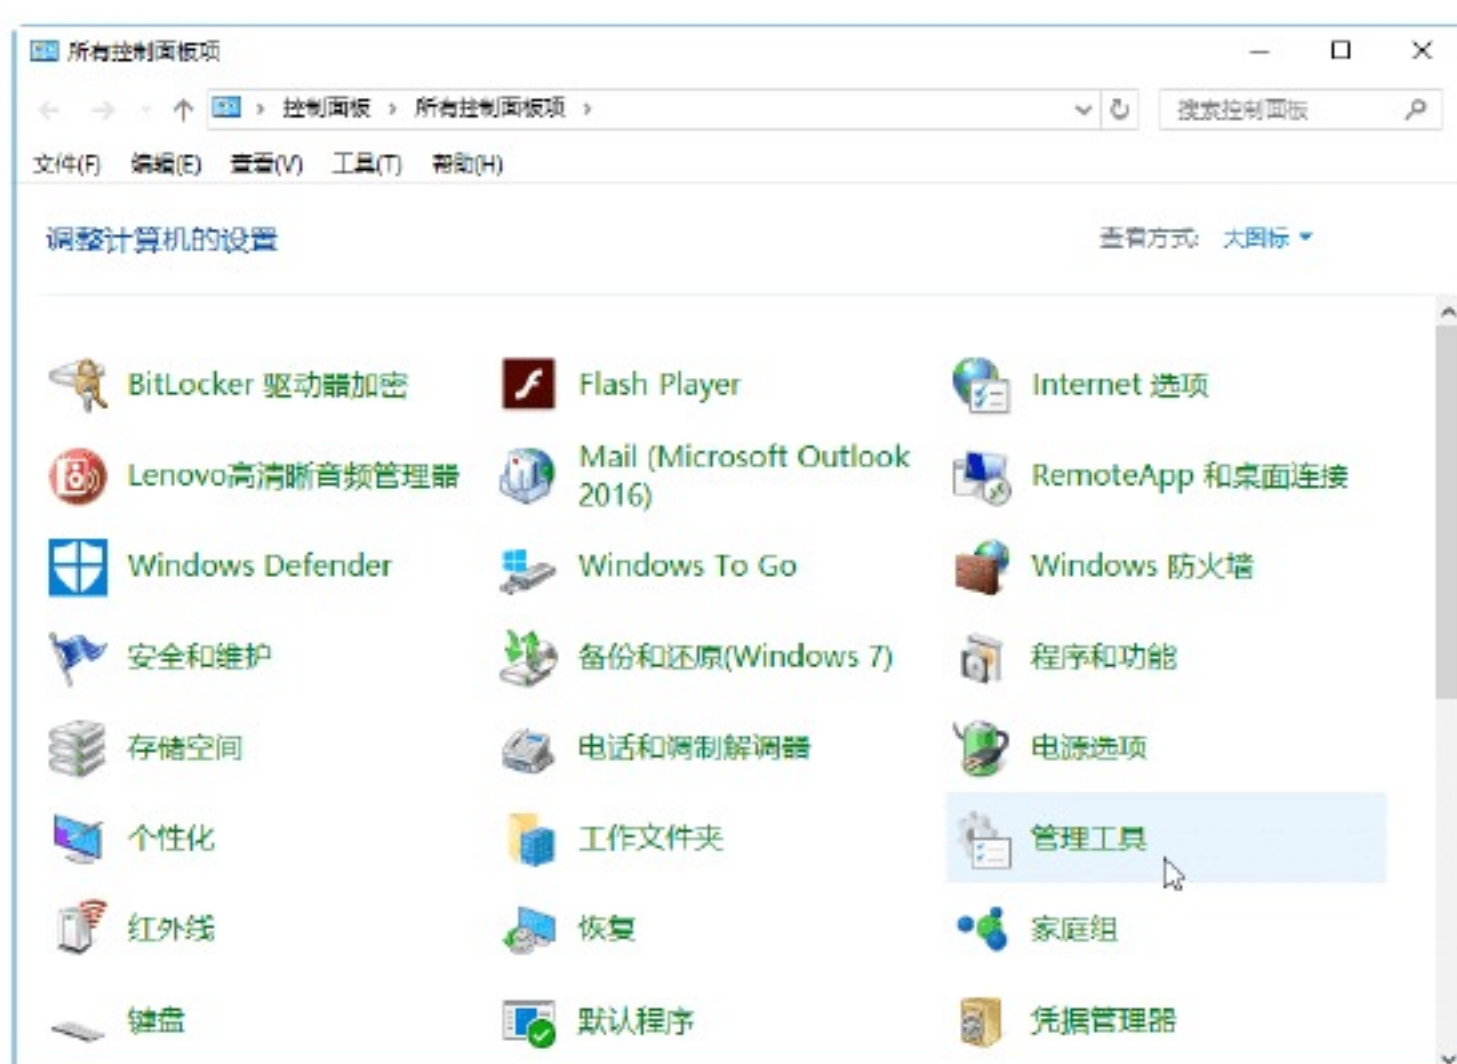 所有控制面板项
控制面板 › 所有控制面板项 ›
搜索控制面板
文件(F) 编辑(E) 查看(V) 工具(T) 帮助(H)
调整计算机的设置
查看方式: 大图标
BitLocker 驱动器加密
Flash Player
Internet 选项
Lenovo高清晰音频管理器
Mail (Microsoft Outlook
2016)
RemoteApp 和桌面连接
Windows Defender
Windows To Go
Windows 防火墙
安全和维护
备份和还原(Windows 7)
程序和功能
存储空间
电话和调制解调器
电源选项
个性化
工作文件夹
管理工具
红外线
恢复
家庭组
键盘
默认程序
凭据管理器